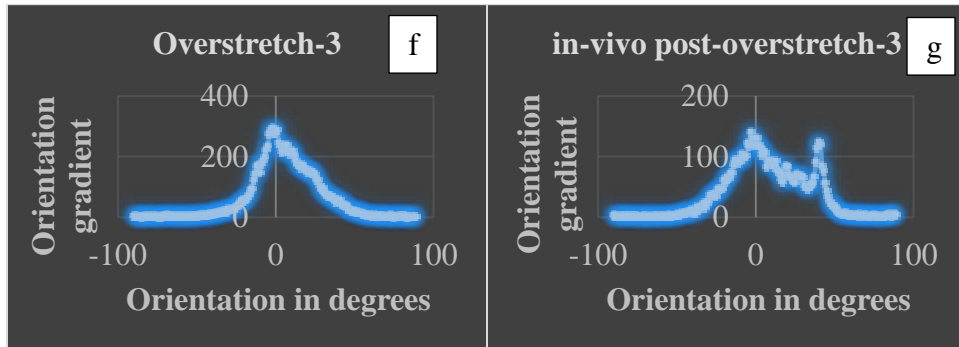 Overstretch-3
f
400
200
0
-100
0
100
Orientation
gradient
Orientation in degrees
in-vivo post-overstretch-3
g
200
100
0
-100
0
100
Orientation
gradient
Orientation in degrees